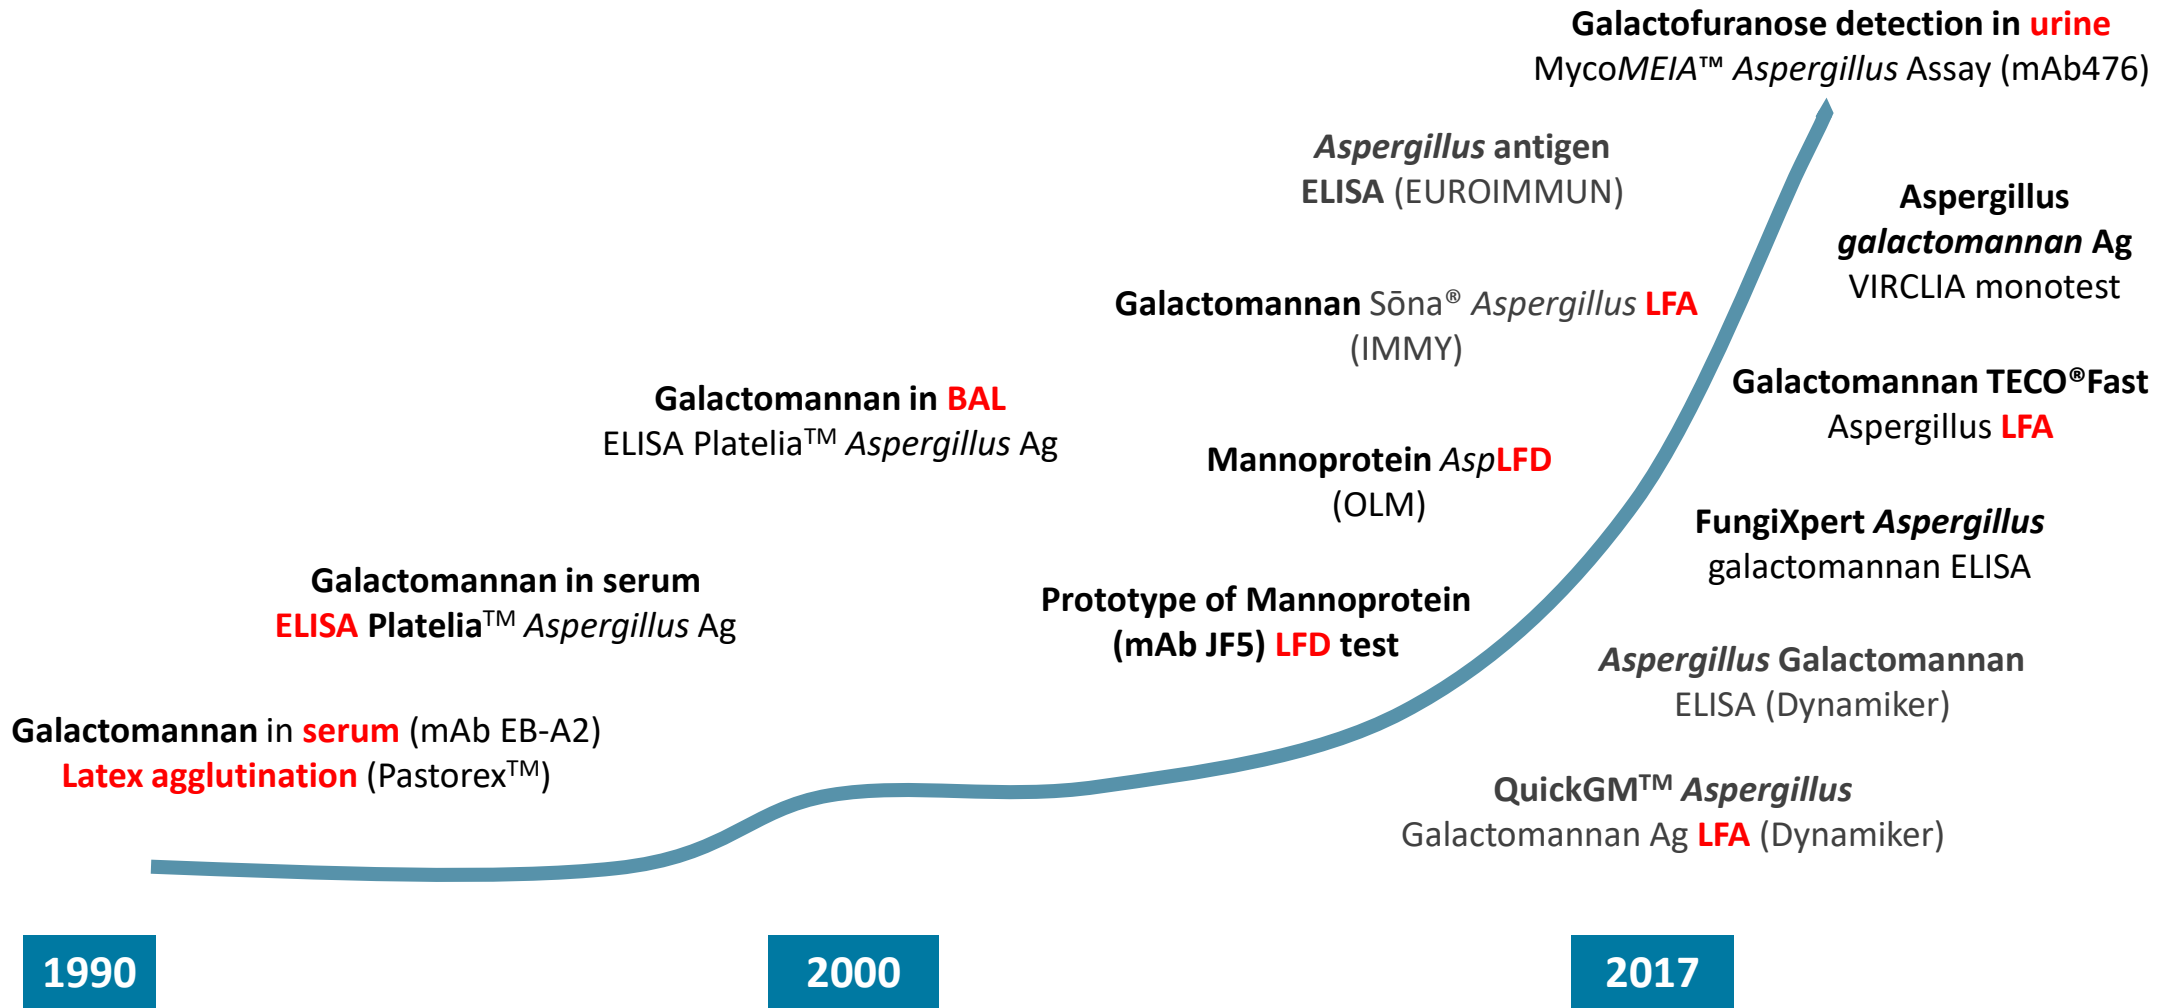 Galactofuranose detection in urine
MycoMEIA™ Aspergillus Assay (mAb476)
Aspergillus antigen
ELISA (EUROIMMUN)
Aspergillus
galactomannan Ag
VIRCLIA monotest
Galactomannan Sōna® Aspergillus LFA
(IMMY)
Galactomannan in BAL
ELISA Platelia™ Aspergillus Ag
Galactomannan TECO®Fast
Aspergillus LFA
Mannoprotein AspLFD
(OLM)
FungiXpert Aspergillus
galactomannan ELISA
Galactomannan in serum
ELISA Platelia™ Aspergillus Ag
Prototype of Mannoprotein
(mAb JF5) LFD test
Aspergillus Galactomannan
ELISA (Dynamiker)
Galactomannan in serum (mAb EB-A2)
Latex agglutination (Pastorex™)
QuickGM™ Aspergillus
Galactomannan Ag LFA (Dynamiker)
1990
2000
2017